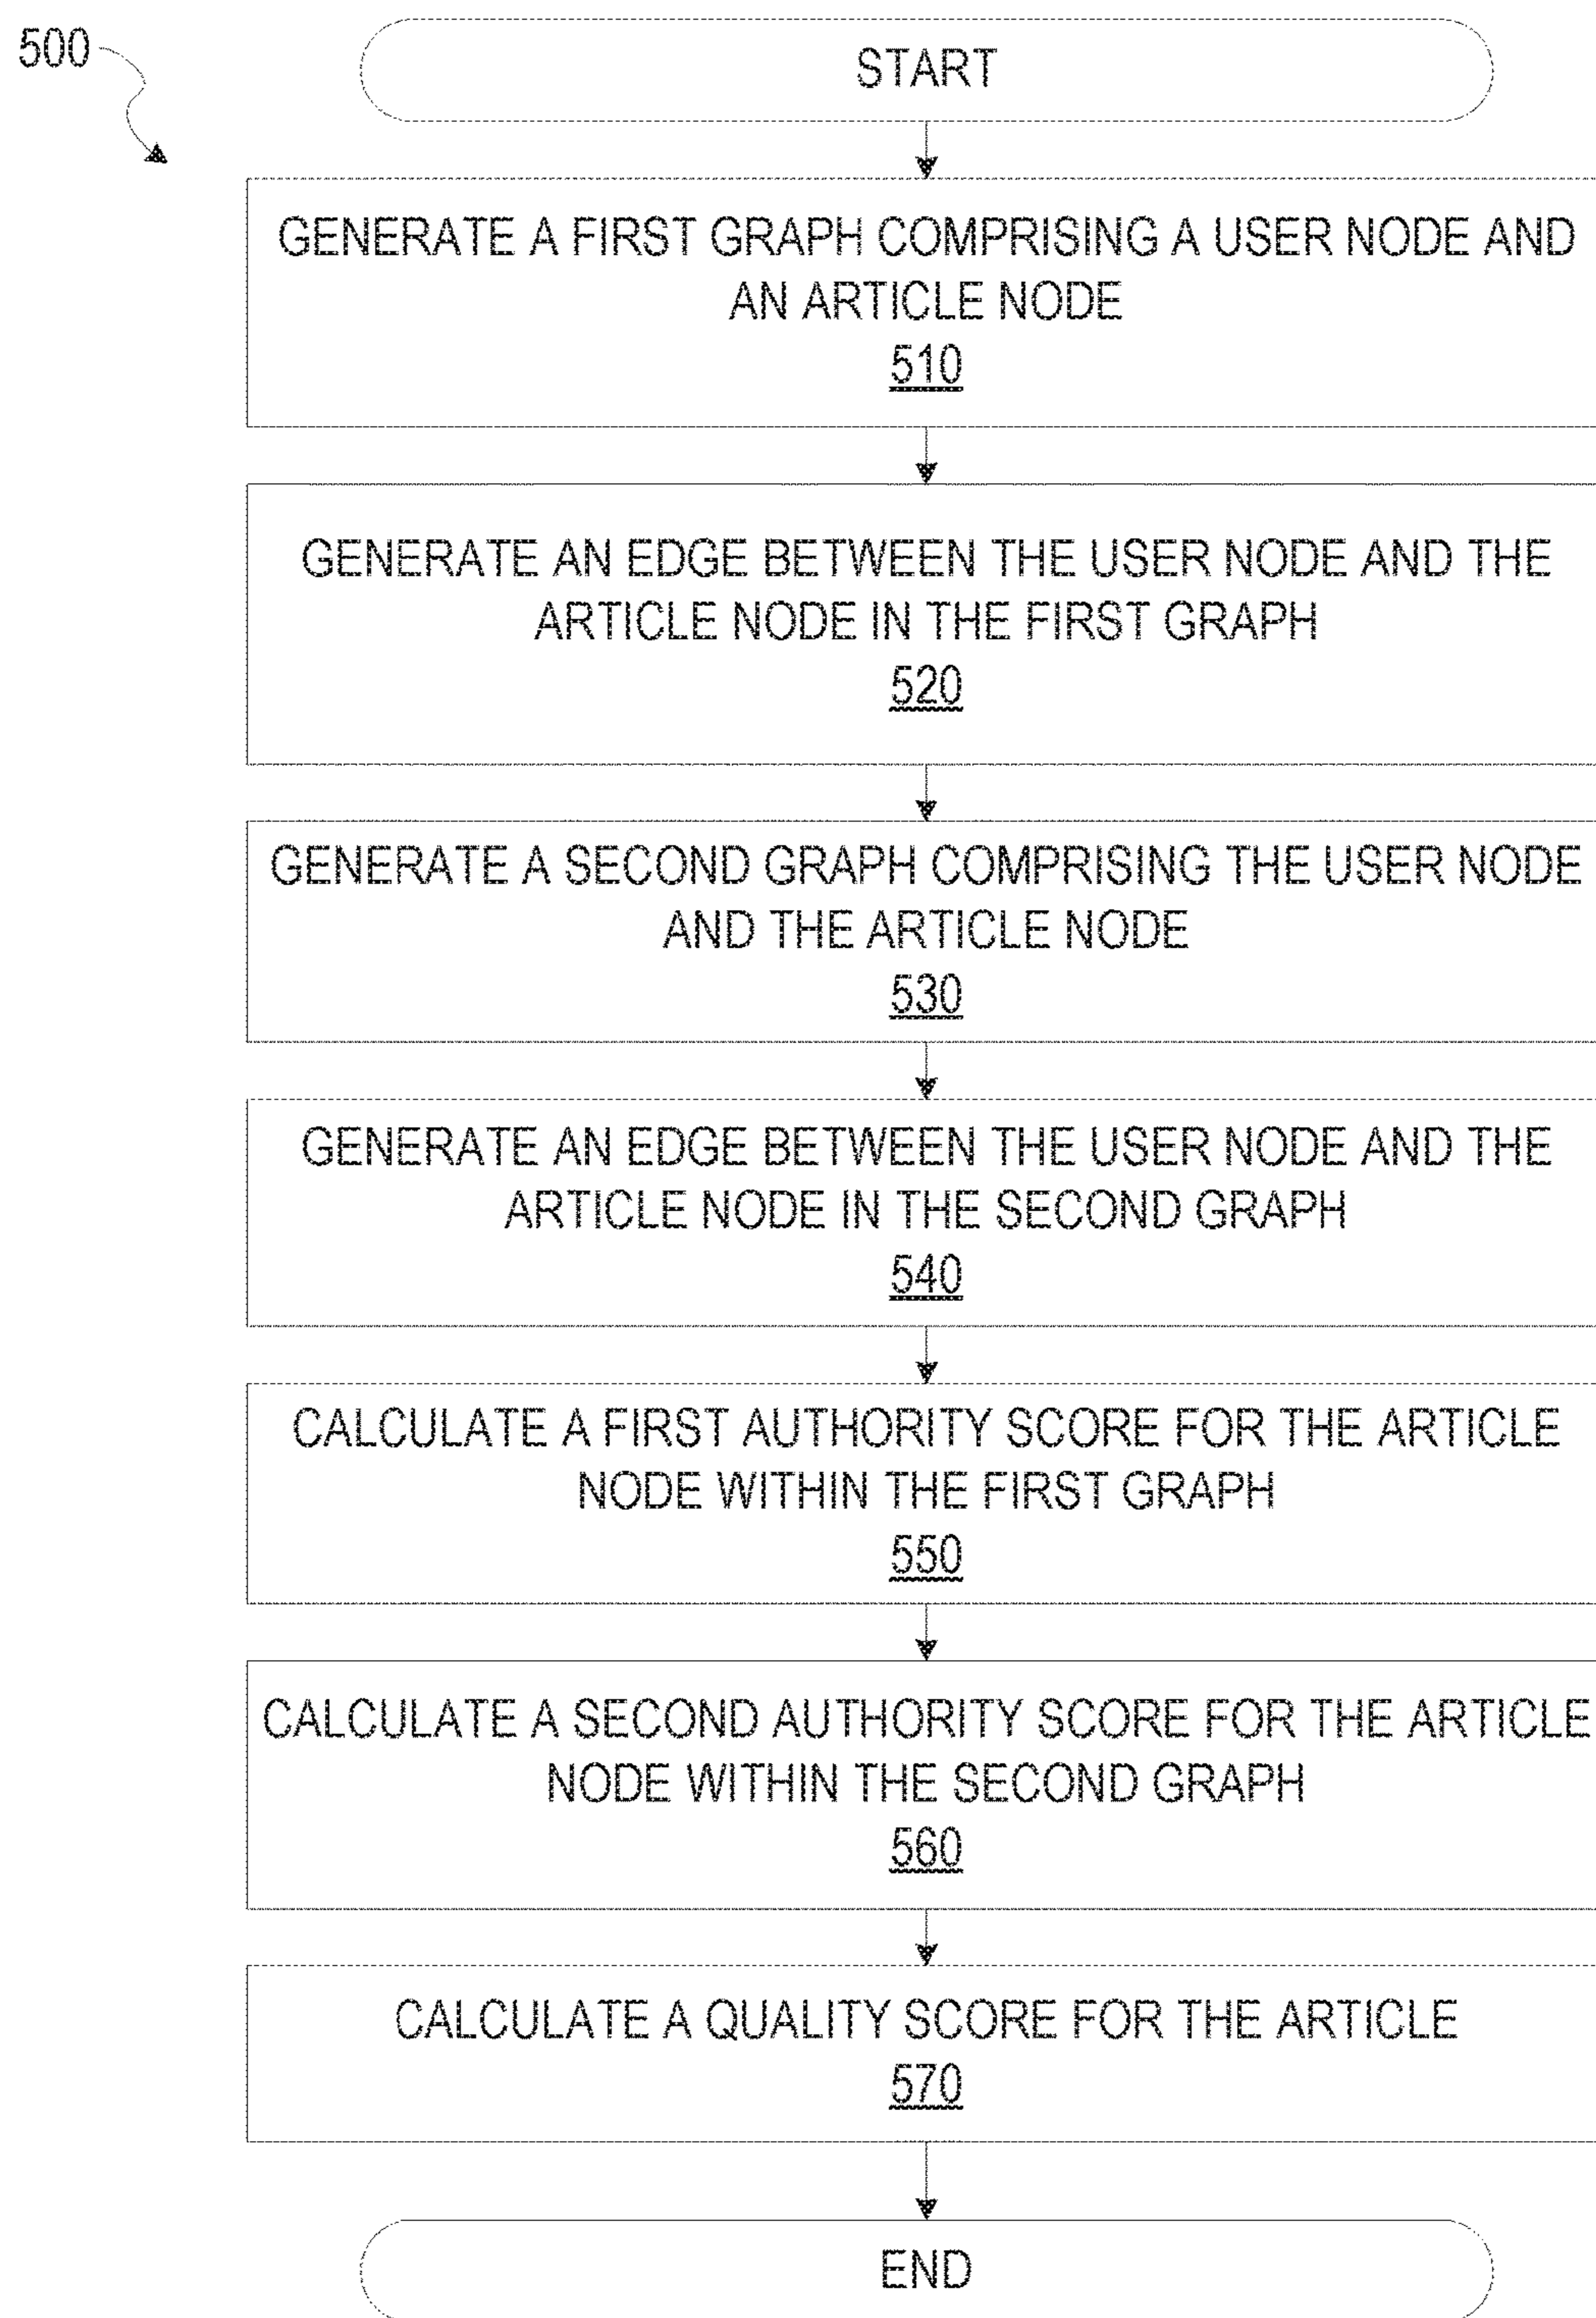 500
START
GENERATE A FIRST GRAPH COMPRISING A USER NODE AND
AN ARTICLE NODE
510
GENERATE AN EDGE BETWEEN THE USER NODE AND THE
ARTICLE NODE IN THE FIRST GRAPH
520
GENERATE A SECOND GRAPH COMPRISING THE USER NODE
AND THE ARTICLE NODE
530
GENERATE AN EDGE BETWEEN THE USER NODE AND THE
ARTICLE NODE IN THE SECOND GRAPH
540
CALCULATE A FIRST AUTHORITY SCORE FOR THE ARTICLE
NODE WITHIN THE FIRST GRAPH
550
CALCULATE A SECOND AUTHORITY SCORE FOR THE ARTICLE
NODE WITHIN THE SECOND GRAPH
560
CALCULATE A QUALITY SCORE FOR THE ARTICLE
570
END